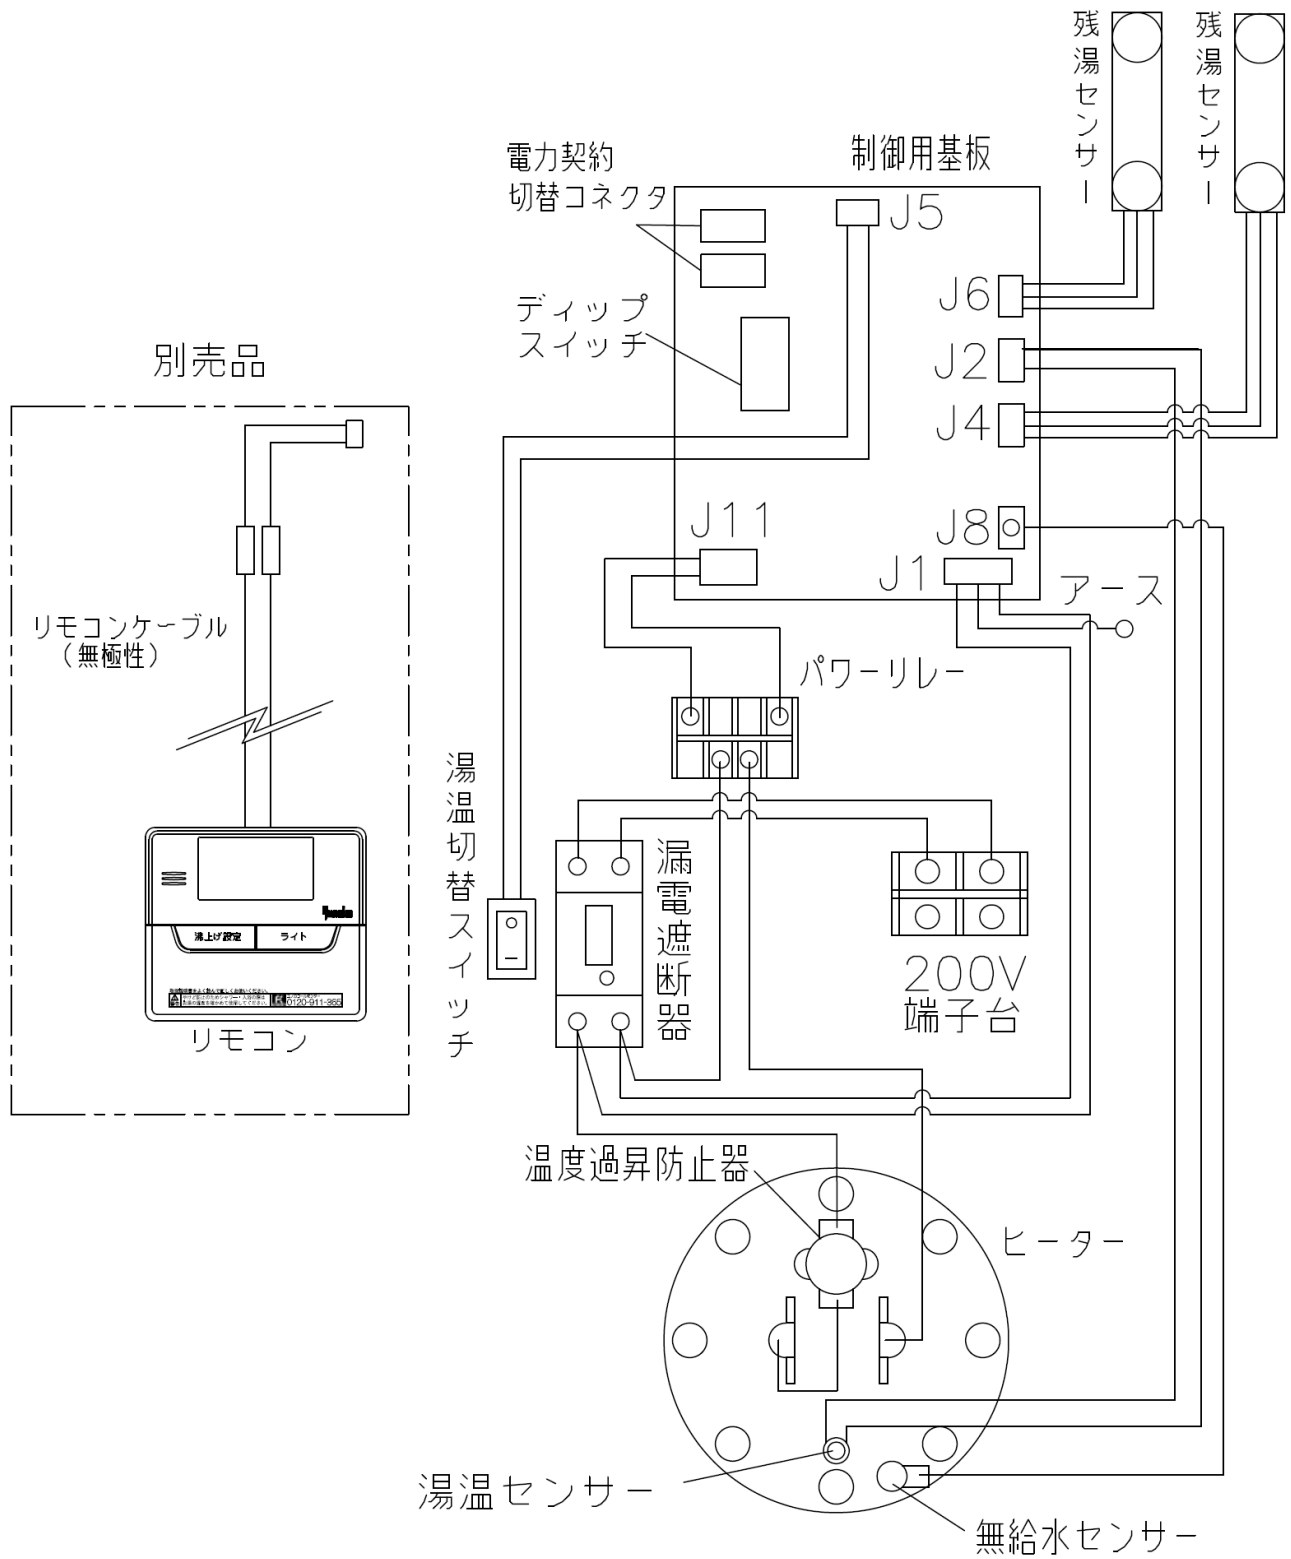 残湯センサー
残湯センサー
制御用基板
電力契約
切替コネクタ
J5
J6
ディップ
スイッチ
J2
別売品
J4
J11
J8
J1
アース
リモコンケーブル
(無極性)
パワーリレー
湯温切替スイッチ
漏電遮断器
沸上げ設定
ライト
200V
端子台
0120-911-365
リモコン
温度過昇防止器
ヒーター
湯温センサー
無給水センサー